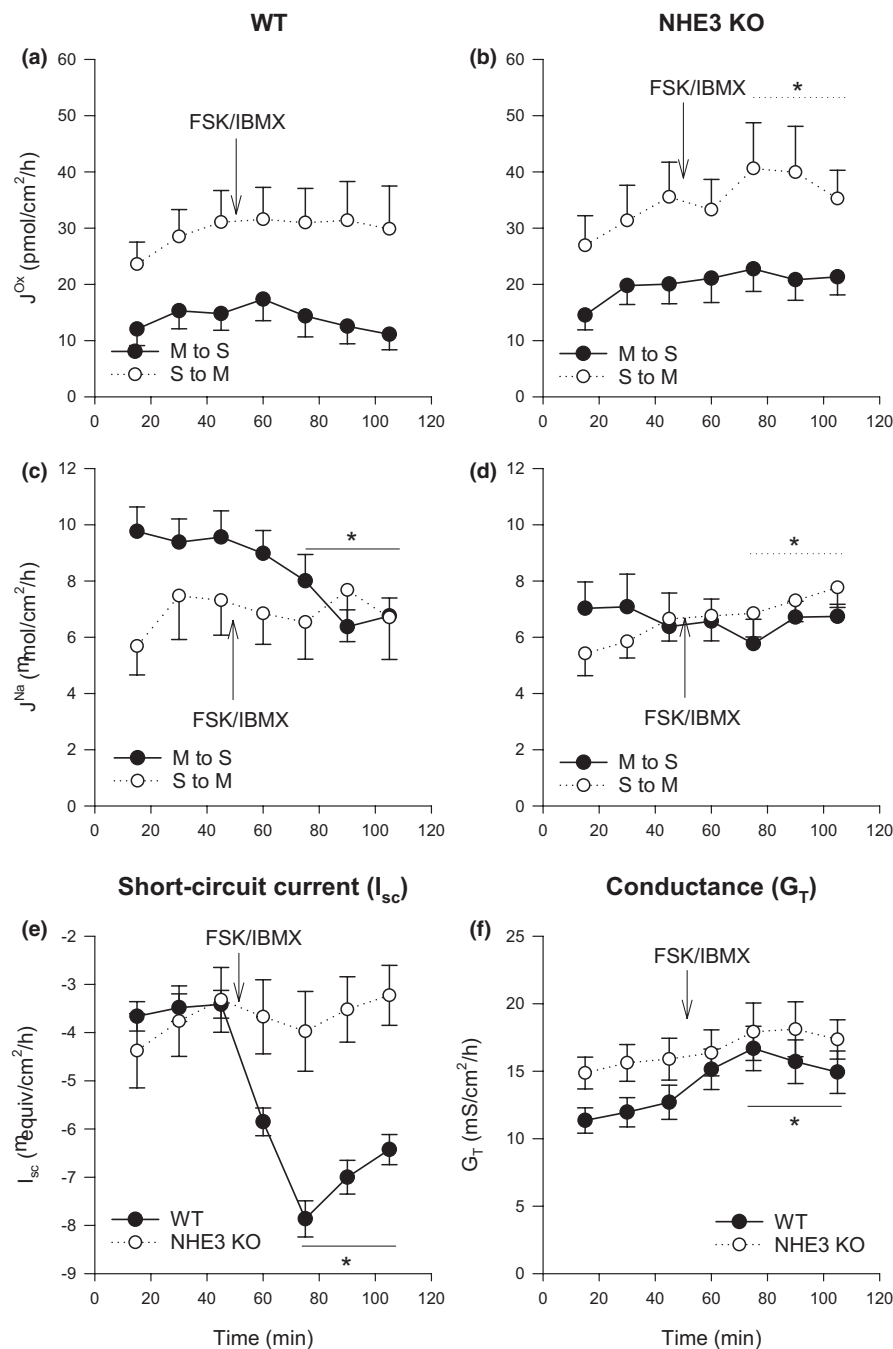 WT
NHE3 KO
(a)
60
50
40
30
20
10
0
J^Ox (pmol/cm²/h)
FSK/IBMX
M to S
S to M
0 20 40 60 80 100 120
(b)
60
50
40
30
20
10
0
FSK/IBMX
*
M to S
S to M
0 20 40 60 80 100 120
(c)
12
10
8
6
4
2
0
J^Na (mmol/cm²/h)
*
FSK/IBMX
M to S
S to M
0 20 40 60 80 100 120
(d)
12
10
8
6
4
2
0
*
FSK/IBMX
M to S
S to M
0 20 40 60 80 100 120
Short-circuit current (Isc)
Conductance (GT)
(e)
-2
-3
-4
-5
-6
-7
-8
-9
Isc (mequiv/cm²/h)
FSK/IBMX
WT
NHE3 KO
*
0 20 40 60 80 100 120
Time (min)
(f)
25
20
15
10
5
0
GT (mS/cm²/h)
FSK/IBMX
*
WT
NHE3 KO
0 20 40 60 80 100 120
Time (min)